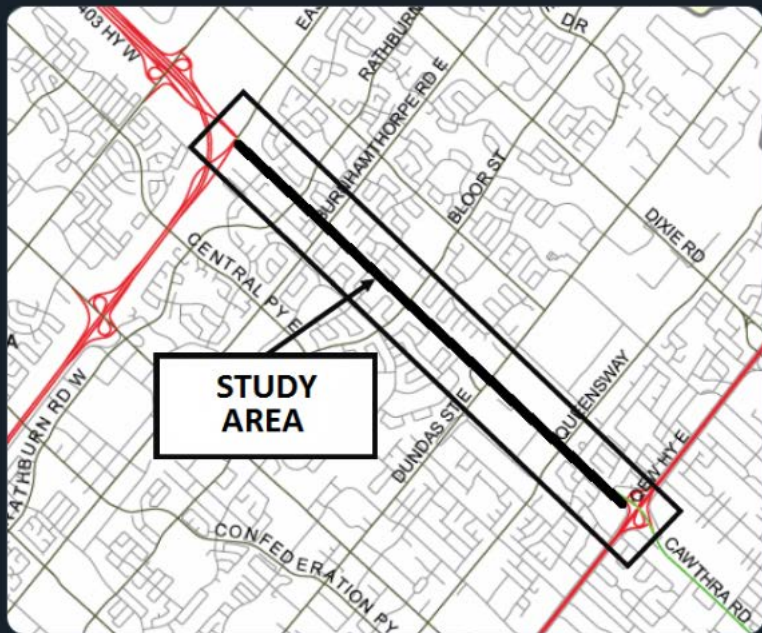 403 HY W
EAS
RATHBURN
BURNHAMTHORPE RD E
DR
BLOOR ST
DIXIE RD
CENTRAL PY E
A
STUDY
AREA
RATHBURN RD W
DUNDAS ST E
QUEENSWAY
QEW HY E
CONFEDERATION PY
CAWTHRA RD